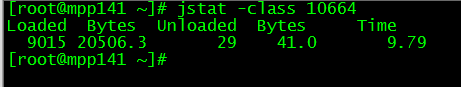 [root@mpp141 ~]# jstat -class 10664
Loaded  Bytes  Unloaded  Bytes     Time
  9015 20506.3       29    41.0       9.79
[root@mpp141 ~]#